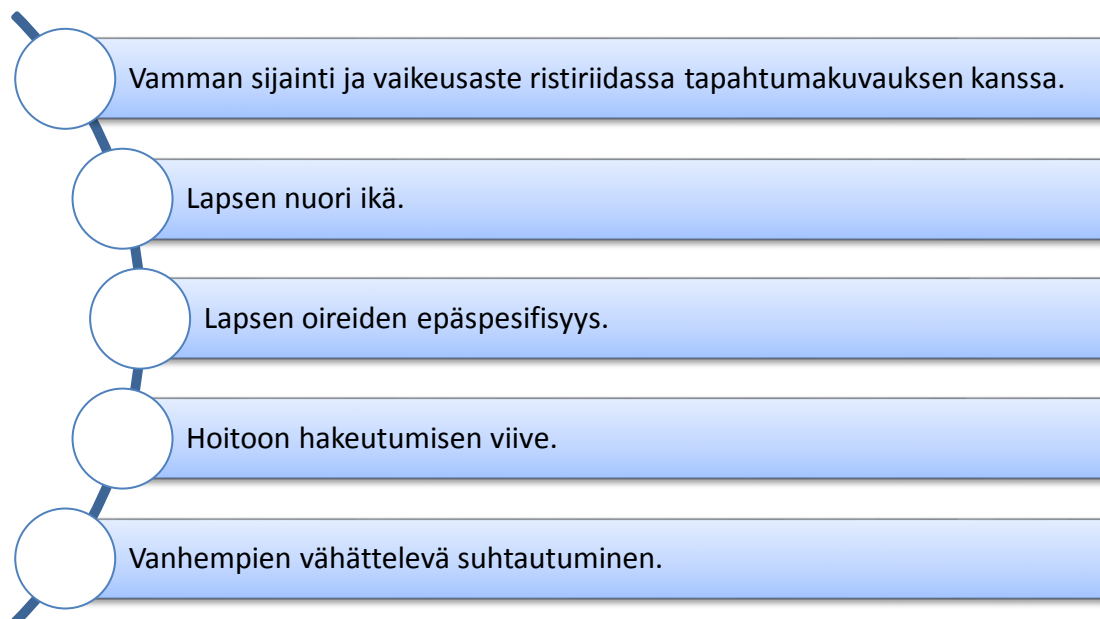 Vamman sijainti ja vaikeusaste ristiriidassa tapahtumakuvauksen kanssa.
Lapsen nuori ikä.
Lapsen oireiden epäspesifisyys.
Hoitoon hakeutumisen viive.
Vanhempien vähättelevä suhtautuminen.